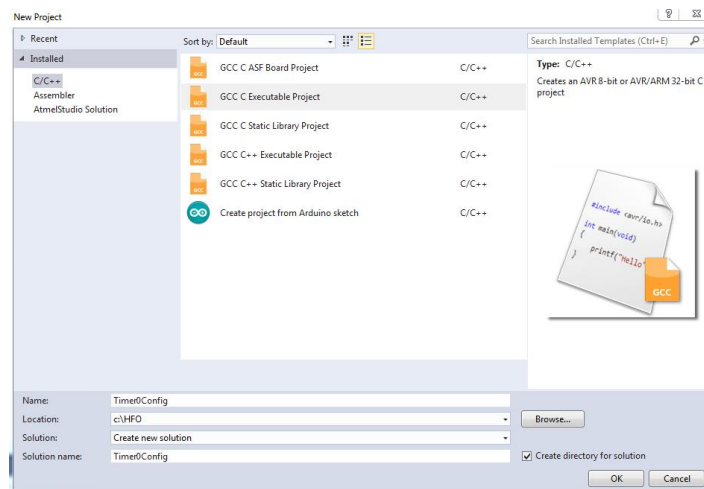 New Project
Recent
Installed
C/C++
Assembler
AtmelStudio Solution
Sort by: Default
GCC C ASF Board Project C/C++
GCC C Executable Project C/C++
GCC C Static Library Project C/C++
GCC C++ Executable Project C/C++
GCC C++ Static Library Project C/C++
Create project from Arduino sketch C/C++
Search Installed Templates (Ctrl+E)
Type: C/C++
Creates an AVR 8-bit or AVR/ARM 32-bit C
project
#include <avr/io.h>
int main(void)
{
printf("Hello"
}
GCC
Name: Timer0Config
Location: c:\HFO
Browse...
Solution: Create new solution
Solution name: Timer0Config
Create directory for solution
OK Cancel